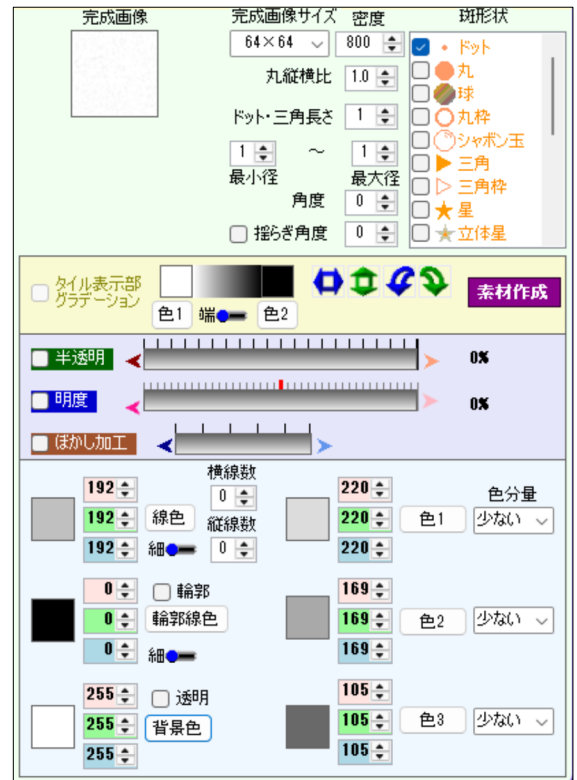 完成画像
完成画像サイズ 密度
斑形状
64×64 800
丸縦横比 1.0
ドット・三角長さ 1
1 ～ 1
最小径 最大径
角度 0
揺らぎ角度 0
ドット
丸
球
丸枠
シャボン玉
三角
三角枠
星
立体星
タイル表示部
グラデーション
色1 端 色2
素材作成
半透明 0%
明度 0%
ぼかし加工
192
192
192
線色
細
横線数
0
縦線数
0
220
220
220
色1
色分量
少ない
0
0
0
輪郭
輪郭線色
細
169
169
169
色2
少ない
255
255
255
透明
背景色
105
105
105
色3
少ない